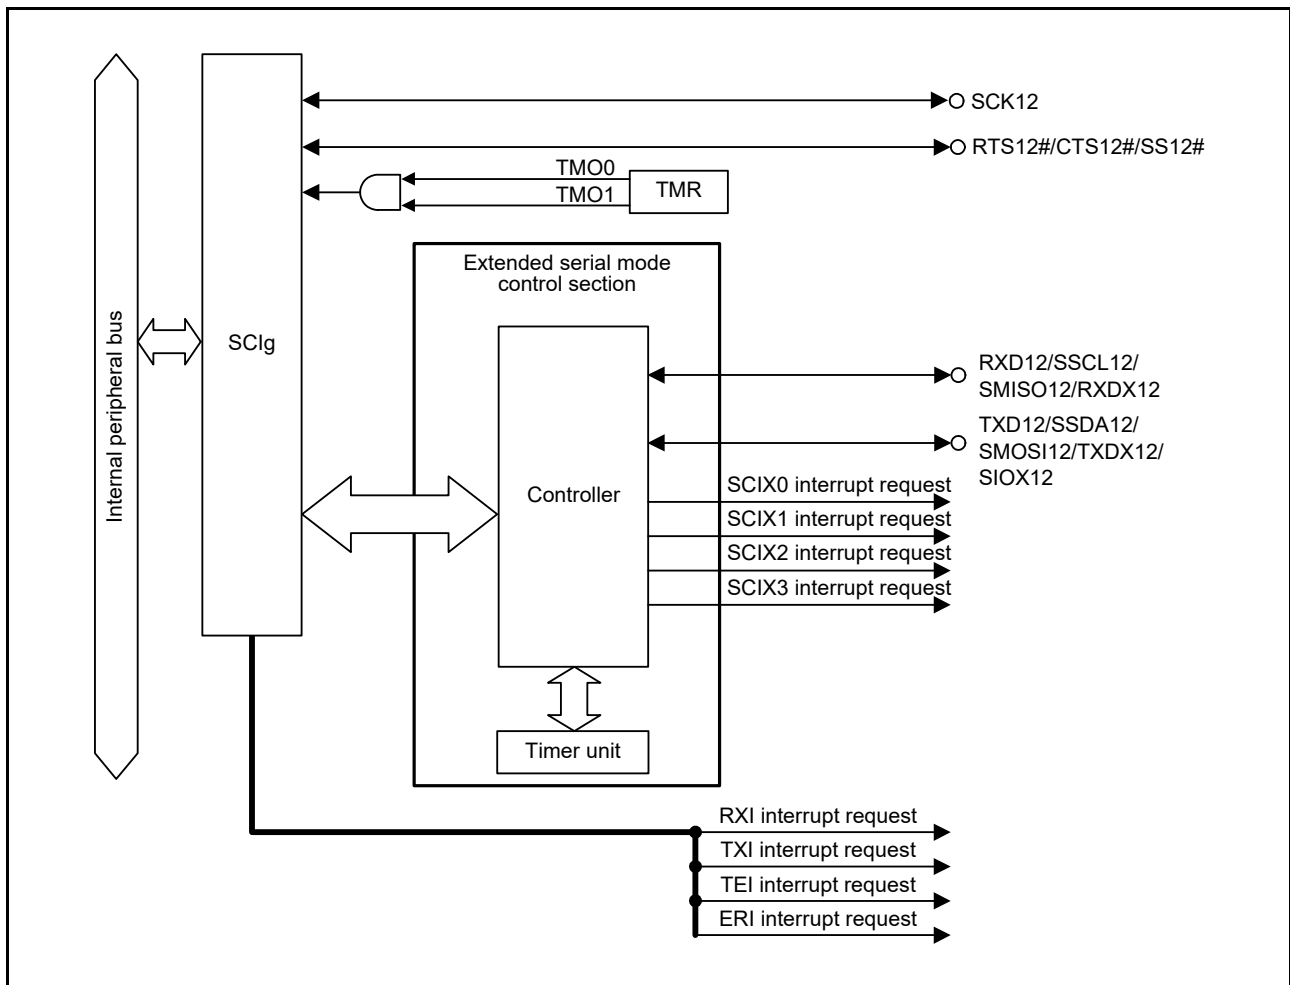 SCK12
RTS12#/CTS12#/SS12#
TMO0
TMO1
TMR
Extended serial mode
control section
Internal peripheral bus
SCIg
Controller
RXD12/SSCL12/
SMISO12/RXDX12
TXD12/SSDA12/
SMOSI12/TXDX12/
SIOX12
SCIX0 interrupt request
SCIX1 interrupt request
SCIX2 interrupt request
SCIX3 interrupt request
Timer unit
RXI interrupt request
TXI interrupt request
TEI interrupt request
ERI interrupt request